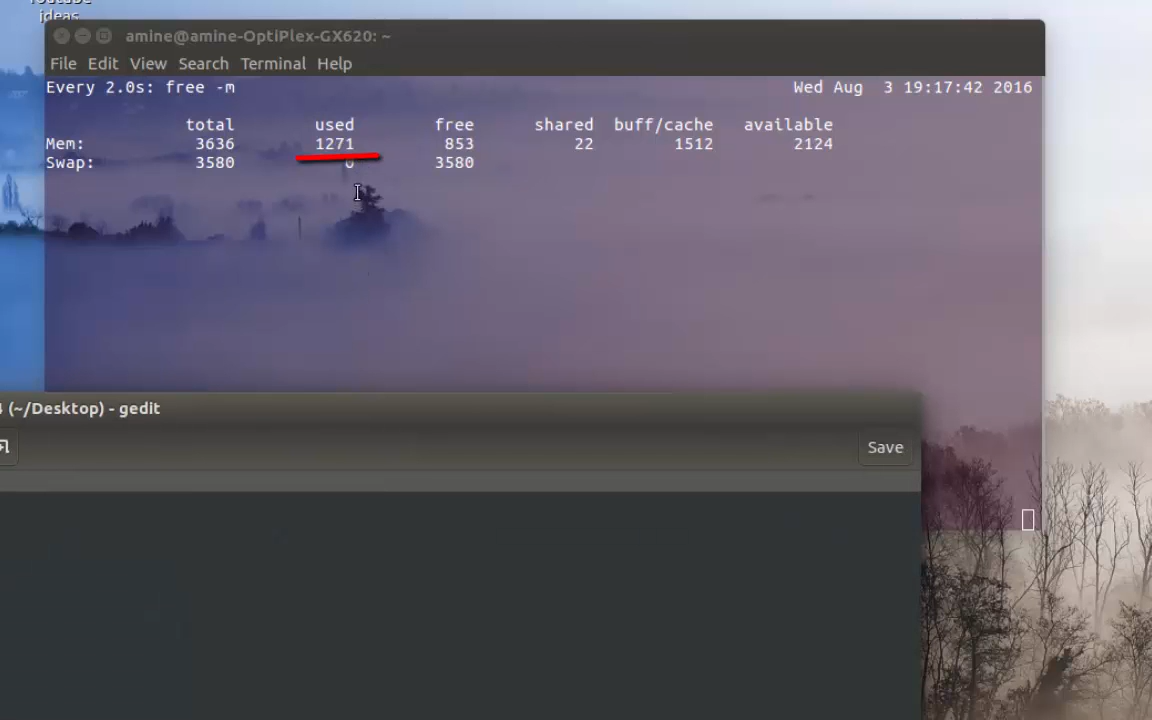 ideas
amine@amine-OptiPlex-GX620: ~
File Edit View Search Terminal Help
Every 2.0s: free -m Wed Aug 3 19:17:42 2016
total used free shared buff/cache available
Mem: 3636 1271 853 22 1512 2124
Swap: 3580 0 3580
(~/Desktop) - gedit
Save